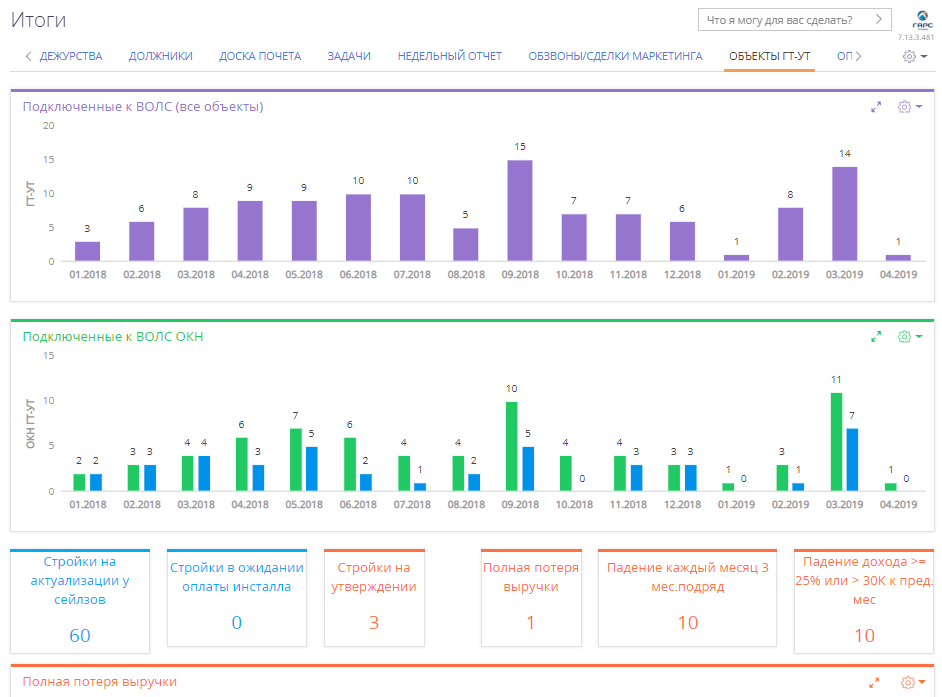 Итоги
Что я могу для вас сделать?
ГАРС
7.13.3.481
ДЕЖУРСТВА ДОЛЖНИКИ ДОСКА ПОЧЕТА ЗАДАЧИ НЕДЕЛЬНЫЙ ОТЧЕТ ОБЗВОНЫ/СДЕЛКИ МАРКЕТИНГА ОБЪЕКТЫ ГТ-УТ ОП
Подключенные к ВОЛС (все объекты)
ГТ-УТ
20
15
10
5
0
3 6 8 9 9 10 10 5 15 7 7 6 1 8 14 1
01.2018 02.2018 03.2018 04.2018 05.2018 06.2018 07.2018 08.2018 09.2018 10.2018 11.2018 12.2018 01.2019 02.2019 03.2019 04.2019
Подключенные к ВОЛС ОКН
ОКН ГТ-УТ
15
10
5
0
2 2 3 3 4 4 6 3 7 5 6 2 4 1 4 2 10 5 4 0 4 3 3 3 1 0 3 1 11 7 1 0
01.2018 02.2018 03.2018 04.2018 05.2018 06.2018 07.2018 08.2018 09.2018 10.2018 11.2018 12.2018 01.2019 02.2019 03.2019 04.2019
Стройки на
актуализации у
сейлзов
60
Стройки в ожидании
оплаты инсталла
0
Стройки на
утверждении
3
Полная потеря
выручки
1
Падение каждый месяц 3
мес.подряд
10
Падение дохода >=
25% или > 30К к пред.
мес
10
Полная потеря выручки